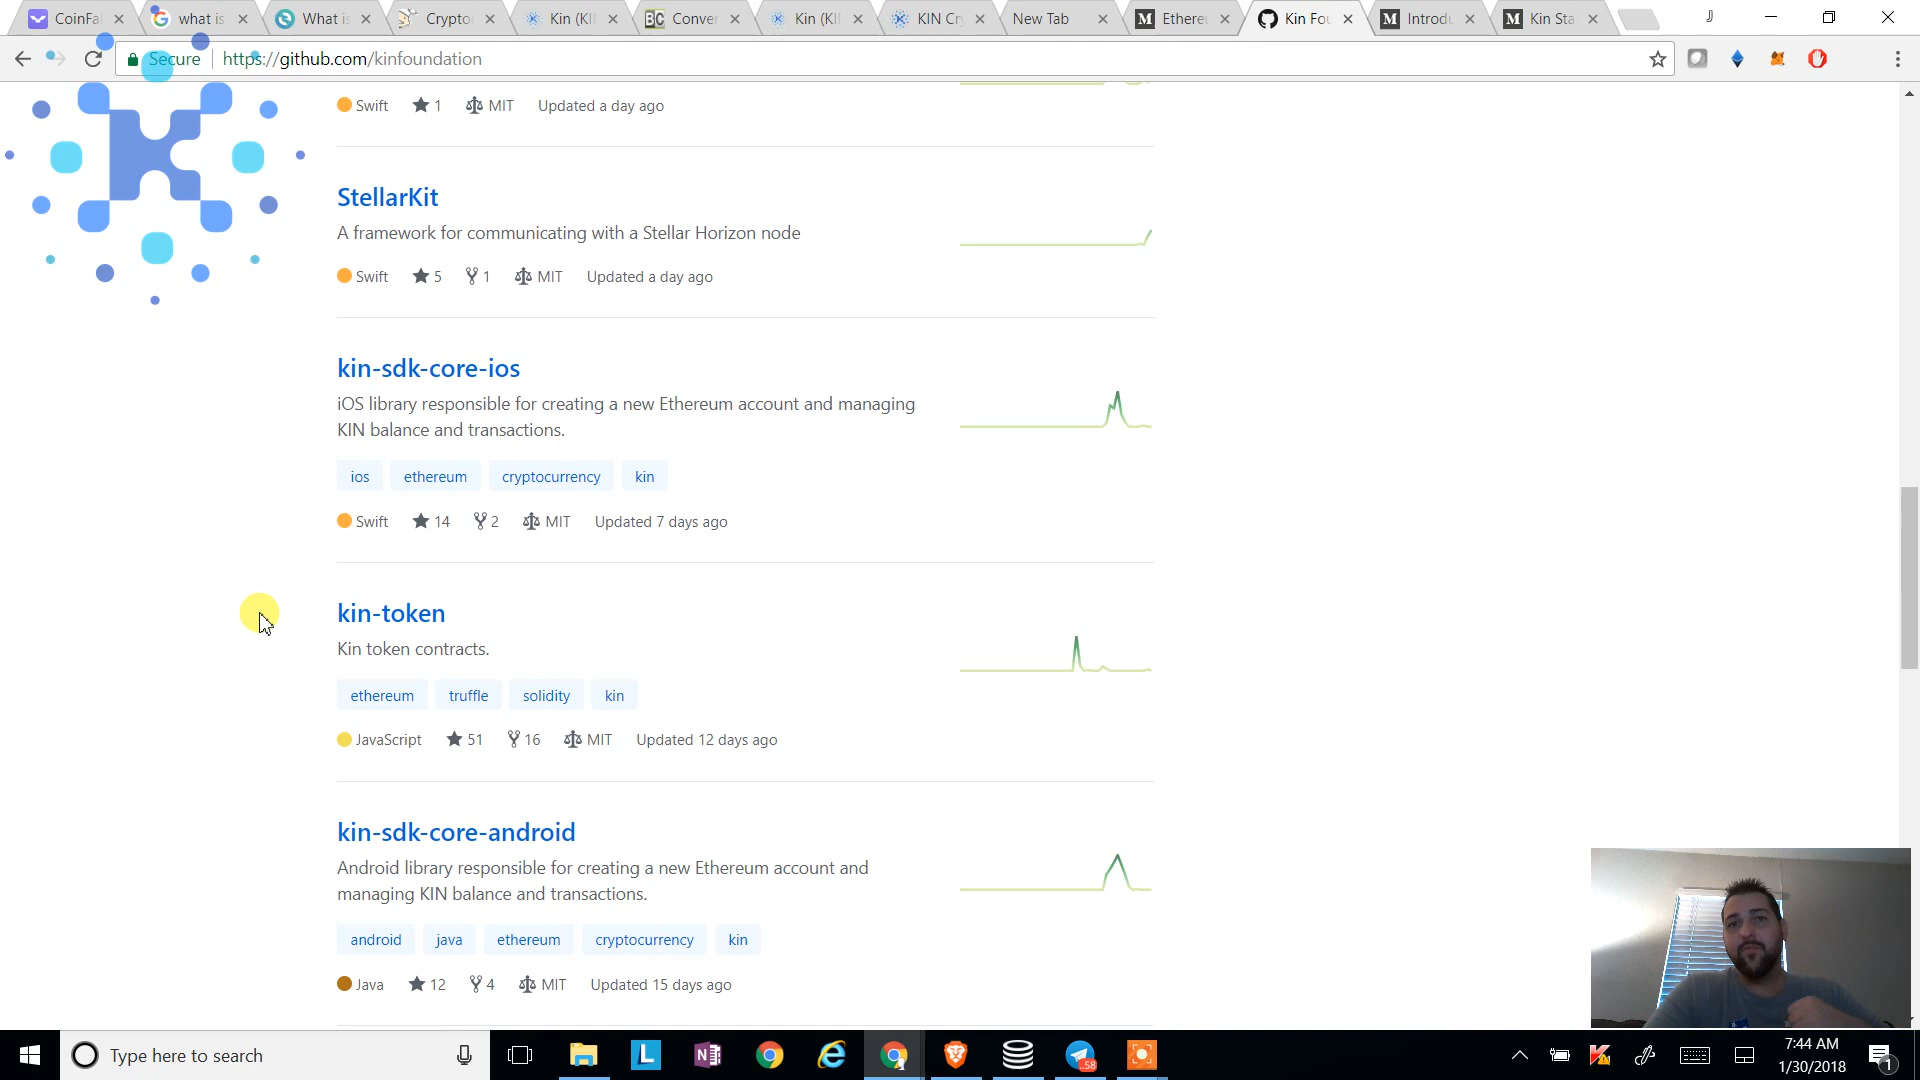 CoinFa
what is
What is
Crypto
Kin (KI
Conver
Kin (KI
KIN Cr
New Tab
Ethere
Kin Fou
Introdu
Kin Sta
Secure https://github.com/kinfoundation
Swift 1 MIT Updated a day ago
StellarKit
A framework for communicating with a Stellar Horizon node
Swift 5 1 MIT Updated a day ago
kin-sdk-core-ios
iOS library responsible for creating a new Ethereum account and managing
KIN balance and transactions.
ios ethereum cryptocurrency kin
Swift 14 2 MIT Updated 7 days ago
kin-token
Kin token contracts.
ethereum truffle solidity kin
JavaScript 51 16 MIT Updated 12 days ago
kin-sdk-core-android
Android library responsible for creating a new Ethereum account and
managing KIN balance and transactions.
android java ethereum cryptocurrency kin
Java 12 4 MIT Updated 15 days ago
Type here to search
7:44 AM
1/30/2018